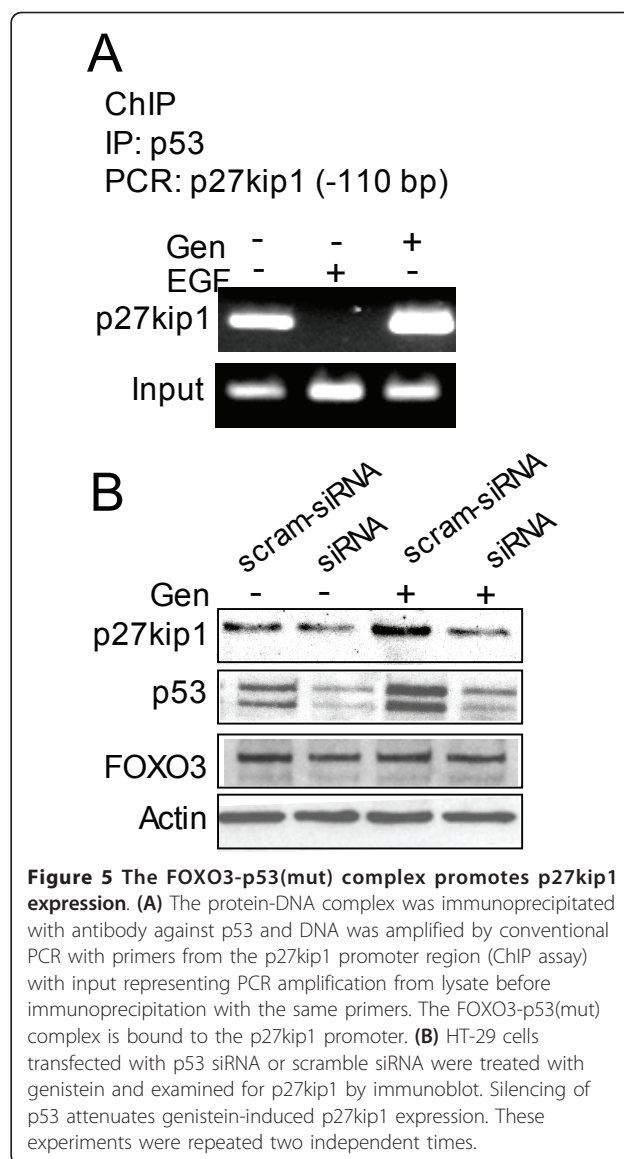 A
ChIP
IP: p53
PCR: p27kip1 (-110 bp)
Gen - - +
EGF - + -
p27kip1
Input
B
scram-siRNA siRNA scram-siRNA siRNA
Gen - - + +
p27kip1
p53
FOXO3
Actin
Figure 5 The FOXO3-p53(mut) complex promotes p27kip1
expression. (A) The protein-DNA complex was immunoprecipitated
with antibody against p53 and DNA was amplified by conventional
PCR with primers from the p27kip1 promoter region (ChIP assay)
with input representing PCR amplification from lysate before
immunoprecipitation with the same primers. The FOXO3-p53(mut)
complex is bound to the p27kip1 promoter. (B) HT-29 cells
transfected with p53 siRNA or scramble siRNA were treated with
genistein and examined for p27kip1 by immunoblot. Silencing of
p53 attenuates genistein-induced p27kip1 expression. These
experiments were repeated two independent times.